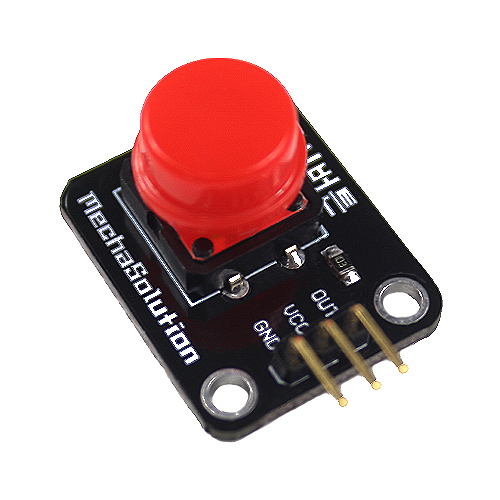 MechaSolution
GND
VCC
OUT